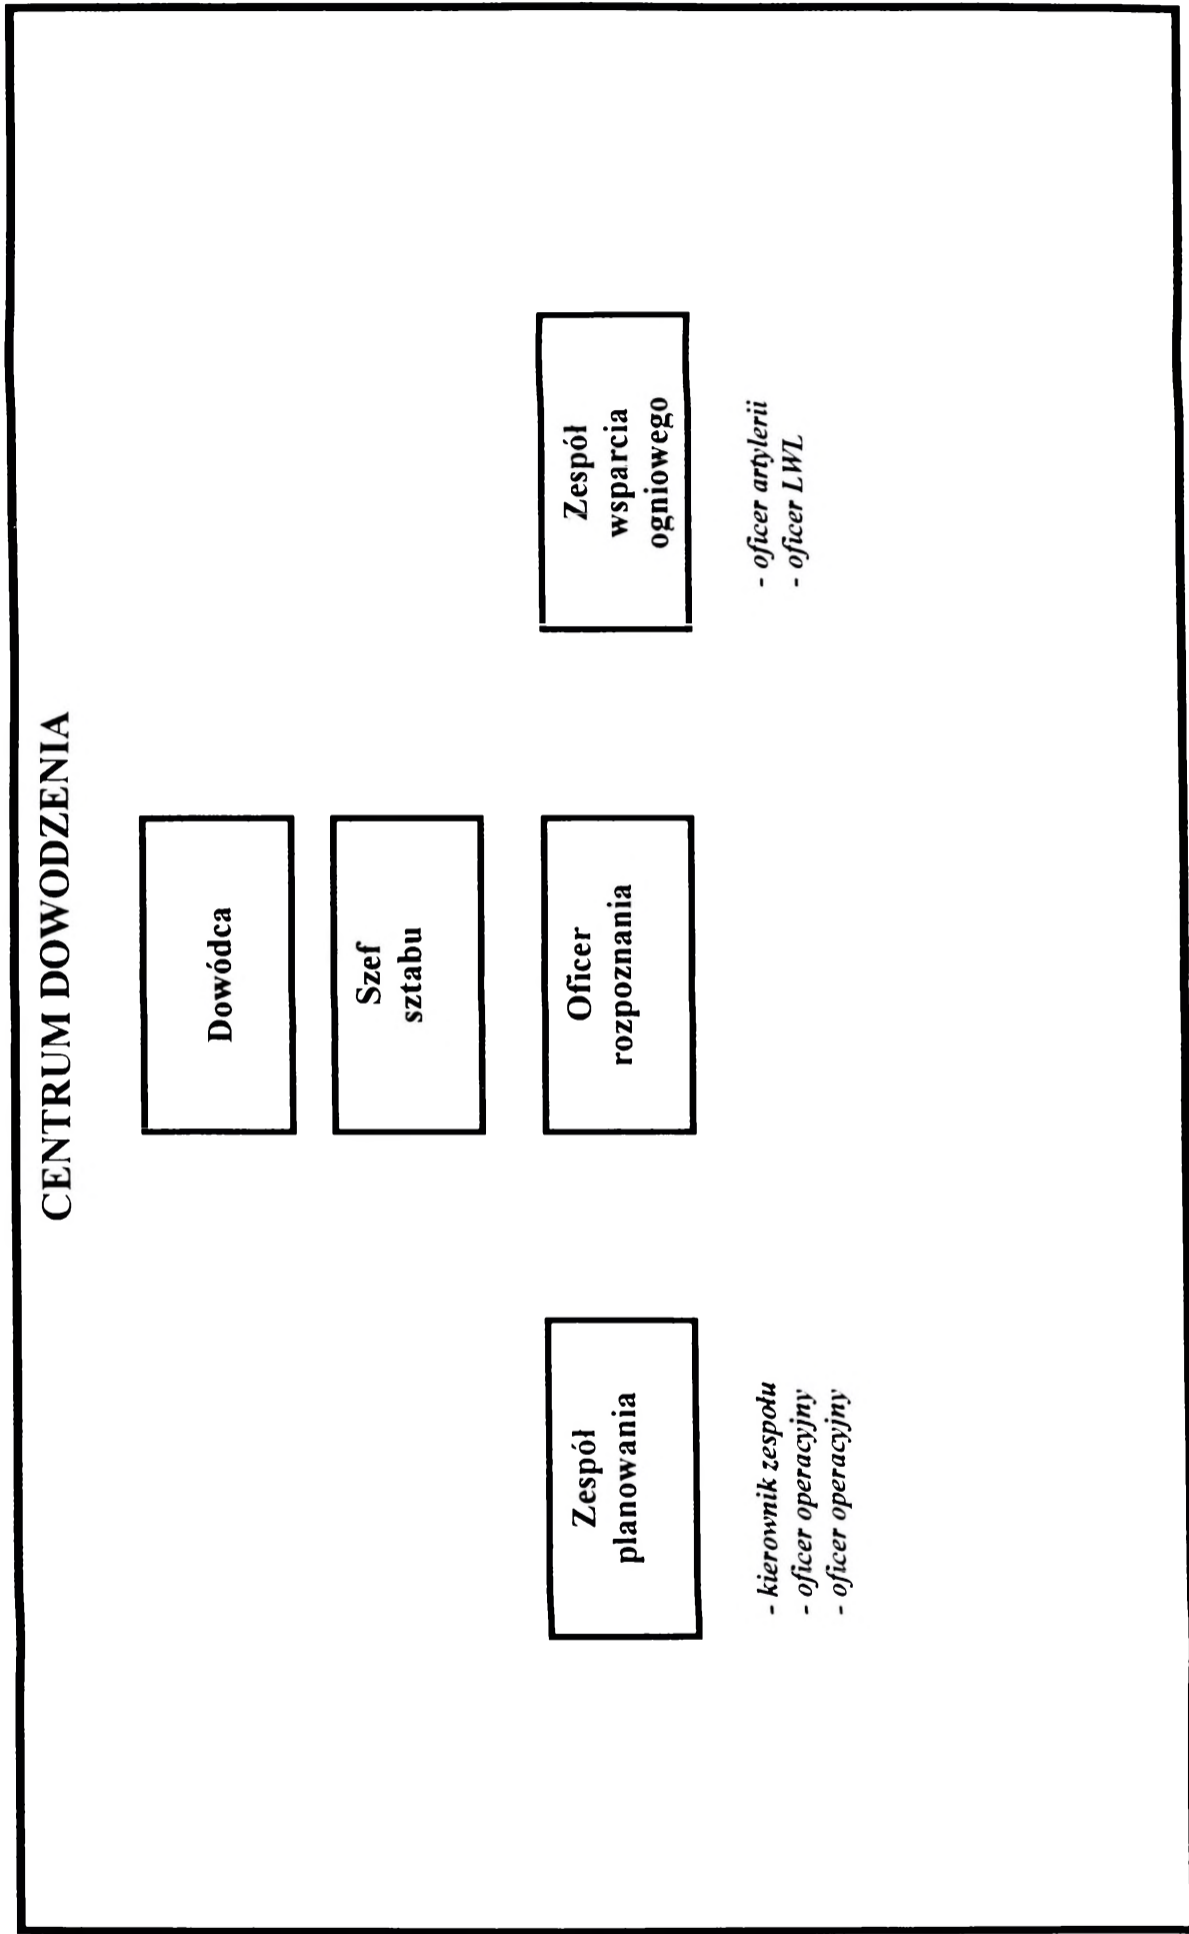 CENTRUM DOWODZENIA
Dowódca
Szef
sztabu
Zespół
planowania
Oficer
rozpoznania
Zespół
wsparcia
ogniowego
- kierownik zespołu
- oficer operacyjny
- oficer operacyjny
- oficer artylerii
- oficer LWL